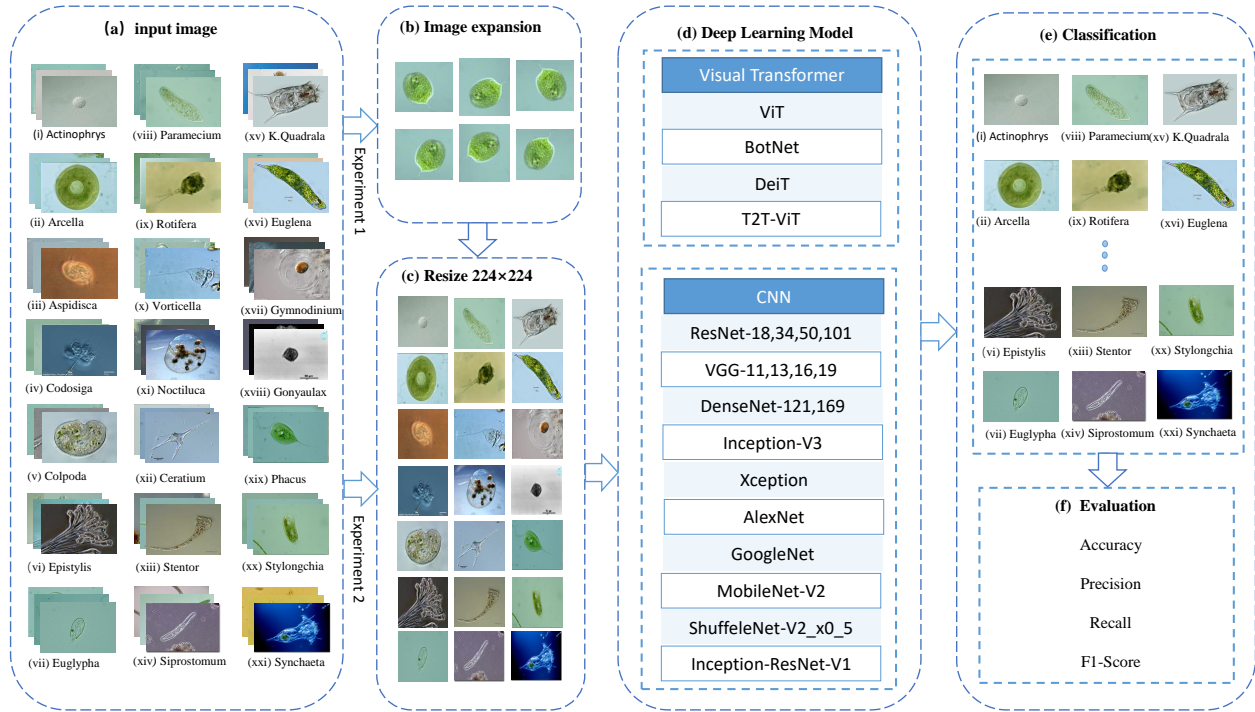 (a) input image
(i) Actinophrys
(viii) Paramecium
(xv) K.Quadrala
(ii) Arcella
(ix) Rotifera
(xvi) Euglena
(iii) Aspidisca
(x) Vorticella
(xvii) Gymnodinium
(iv) Codosiga
(xi) Noctiluca
(xviii) Gonyaulax
(v) Colpoda
(xii) Ceratium
(xix) Phacus
(vi) Epistylis
(xiii) Stentor
(xx) Stylongchia
(vii) Euglypha
(xiv) Siprostomum
(xxi) Synchaeta
Experiment 1
Experiment 2
(b) Image expansion
(c) Resize 224×224
(d) Deep Learning Model
Visual Transformer
ViT
BotNet
DeiT
T2T-ViT
CNN
ResNet-18,34,50,101
VGG-11,13,16,19
DenseNet-121,169
Inception-V3
Xception
AlexNet
GoogleNet
MobileNet-V2
ShuffeleNet-V2_x0_5
Inception-ResNet-V1
(e) Classification
(i) Actinophrys
(viii) Paramecium
(xv) K.Quadrala
(ii) Arcella
(ix) Rotifera
(xvi) Euglena
(vi) Epistylis
(xiii) Stentor
(xx) Stylongchia
(vii) Euglypha
(xiv) Siprostomum
(xxi) Synchaeta
(f) Evaluation
Accuracy
Precision
Recall
F1-Score